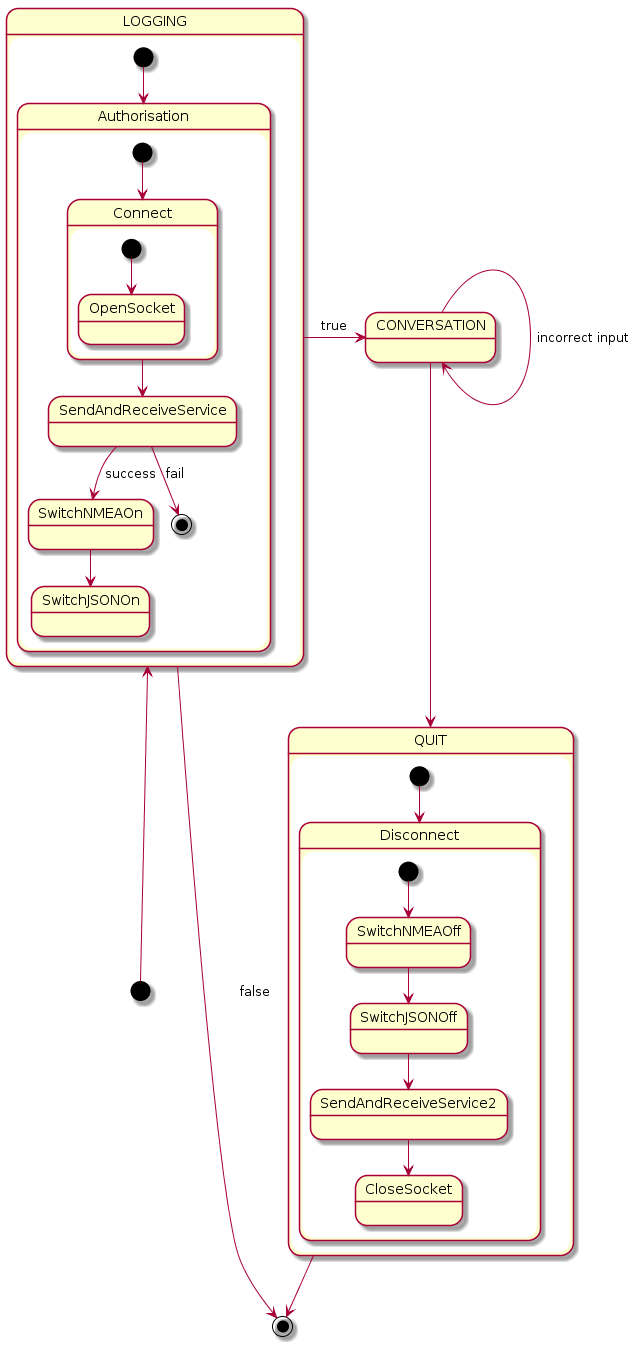 LOGGING
Authorisation
Connect
OpenSocket
SendAndReceiveService
success
fail
SwitchNMEAOn
SwitchJSONOn
true
CONVERSATION
incorrect input
QUIT
Disconnect
SwitchNMEAOff
SwitchJSONOff
SendAndReceiveService2
CloseSocket
false